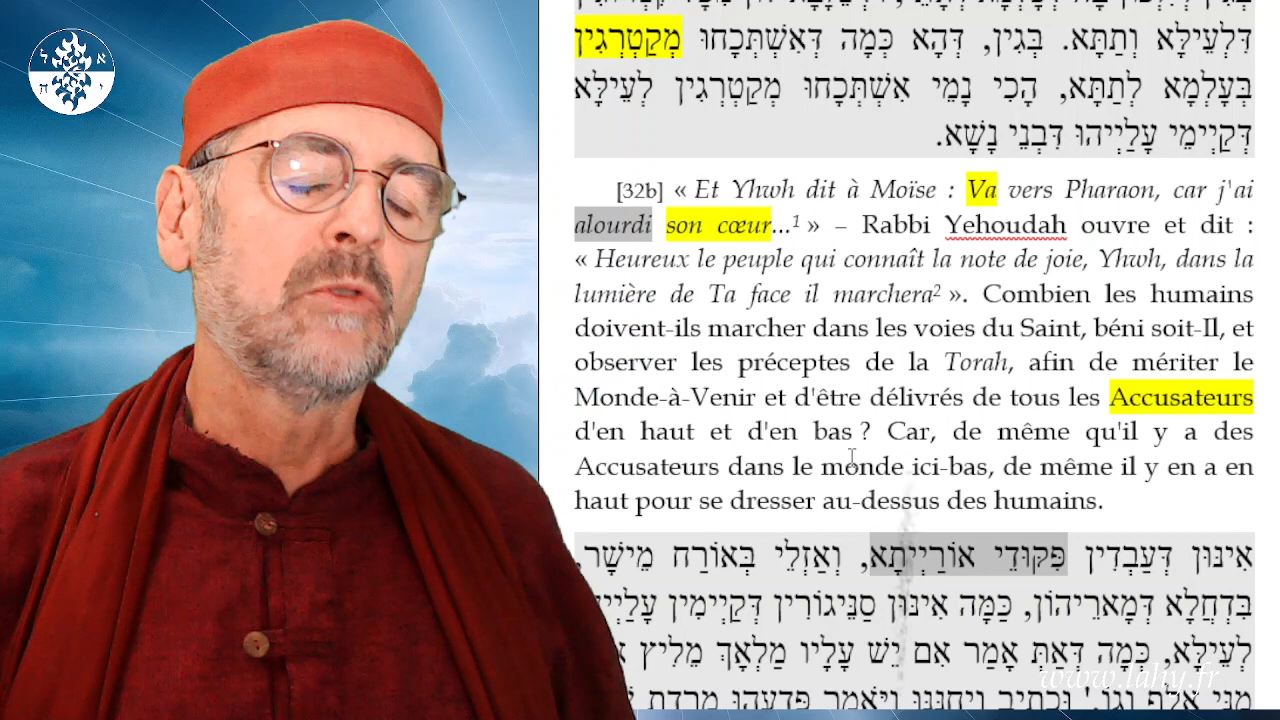 דִּלְעֵילָּא וְתַתָּא. בְּגִין, דְּהָא כְּמָה דְּאִשְׁתְּכָחוּ מְקַטְרְגִין
בְּעָלְמָא לְתַתָּא, הָכִי נָמֵי אִשְׁתְּכָחוּ מְקַטְרְגִין לְעֵילָּא
דְּקַיְימֵי עָלַיְיהוּ דִּבְנֵי נָשָׁא.
[32b] « Et Yhwh dit à Moïse : Va vers Pharaon, car j'ai
alourdi son cœur...1 » – Rabbi Yehoudah ouvre et dit :
« Heureux le peuple qui connaît la note de joie, Yhwh, dans la
lumière de Ta face il marchera2 ». Combien les humains
doivent-ils marcher dans les voies du Saint, béni soit-Il, et
observer les préceptes de la Torah, afin de mériter le
Monde-à-Venir et d'être délivrés de tous les Accusateurs
d'en haut et d'en bas ? Car, de même qu'il y a des
Accusateurs dans le monde ici-bas, de même il y en a en
haut pour se dresser au-dessus des humains.
אִינּוּן דְּעַבְדִין פִּקּוּדֵי אוֹרַיְיתָא, וְאַזְלֵי בְּאוֹרַח מֵישָׁר,
בִּדְחַלָא דְּמָארֵיהוֹן, כַּמָּה אִינּוּן סַנֵּיגוֹרִין דְּקַיְימִין
לְעֵילָּא, כְּמָה דְּאַתְּ אָמַר אִם יֵשׁ עָלָיו מַלְאָךְ מֵלִיץ
מִנִּי אֶלֶף וְגוֹ'. וּכְתִיב וַיְחֻנֶּנּוּ וַיֹּאמֶר פְּדָעֵהוּ מֵרֶדֶת
www.lahy.fr
א
ל
ה
י